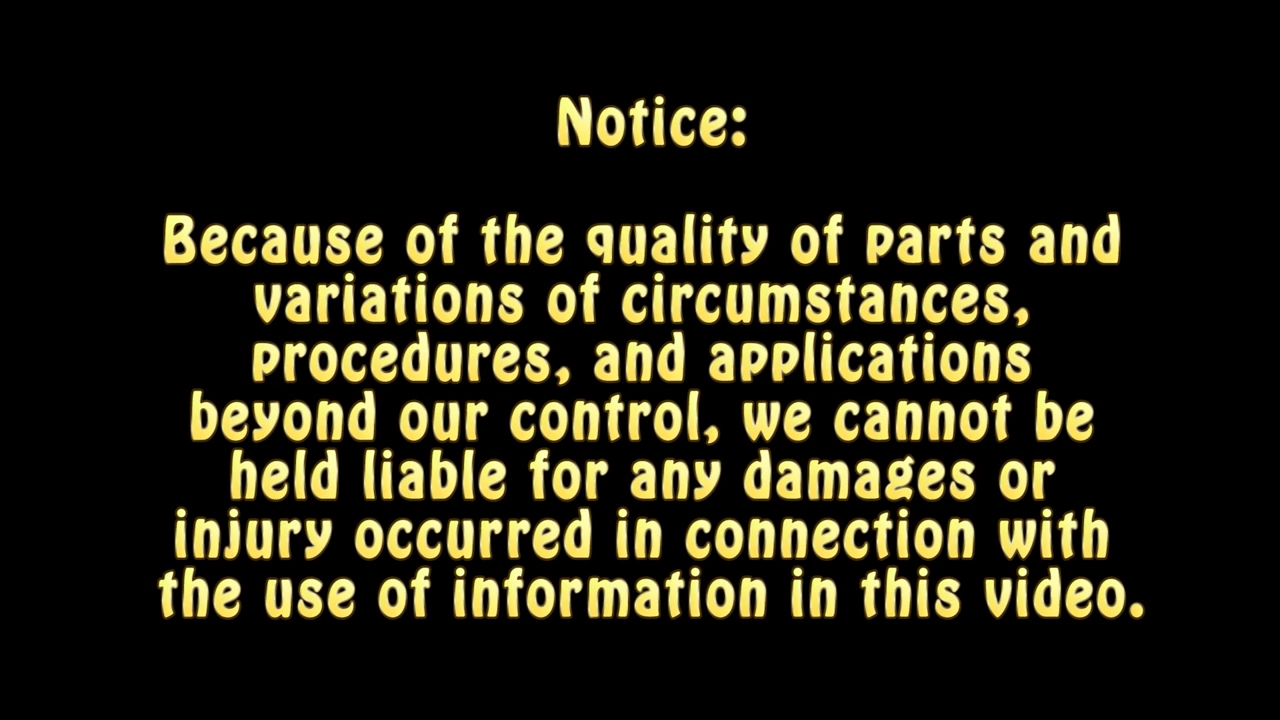 Notice:
Because of the quality of parts and
variations of circumstances,
procedures, and applications
beyond our control, we cannot be
held liable for any damages or
injury occurred in connection with
the use of information in this video.